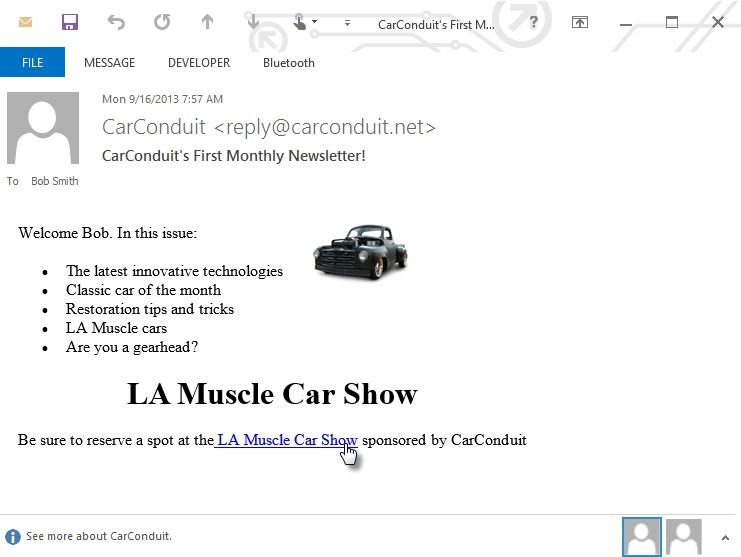 CarConduit's First M...
?
FILE MESSAGE DEVELOPER Bluetooth
Mon 9/16/2013 7:57 AM
CarConduit <reply@carconduit.net>
CarConduit's First Monthly Newsletter!
To Bob Smith
Welcome Bob. In this issue:
• The latest innovative technologies
• Classic car of the month
• Restoration tips and tricks
• LA Muscle cars
• Are you a gearhead?
LA Muscle Car Show
Be sure to reserve a spot at the LA Muscle Car Show sponsored by CarConduit
See more about CarConduit.